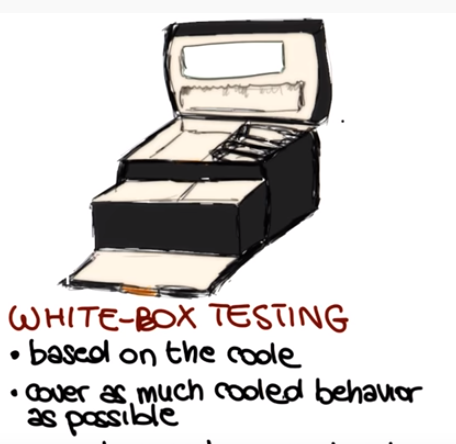 WHITE-BOX TESTING
• based on the code
• cover as much coded behavior
as possible